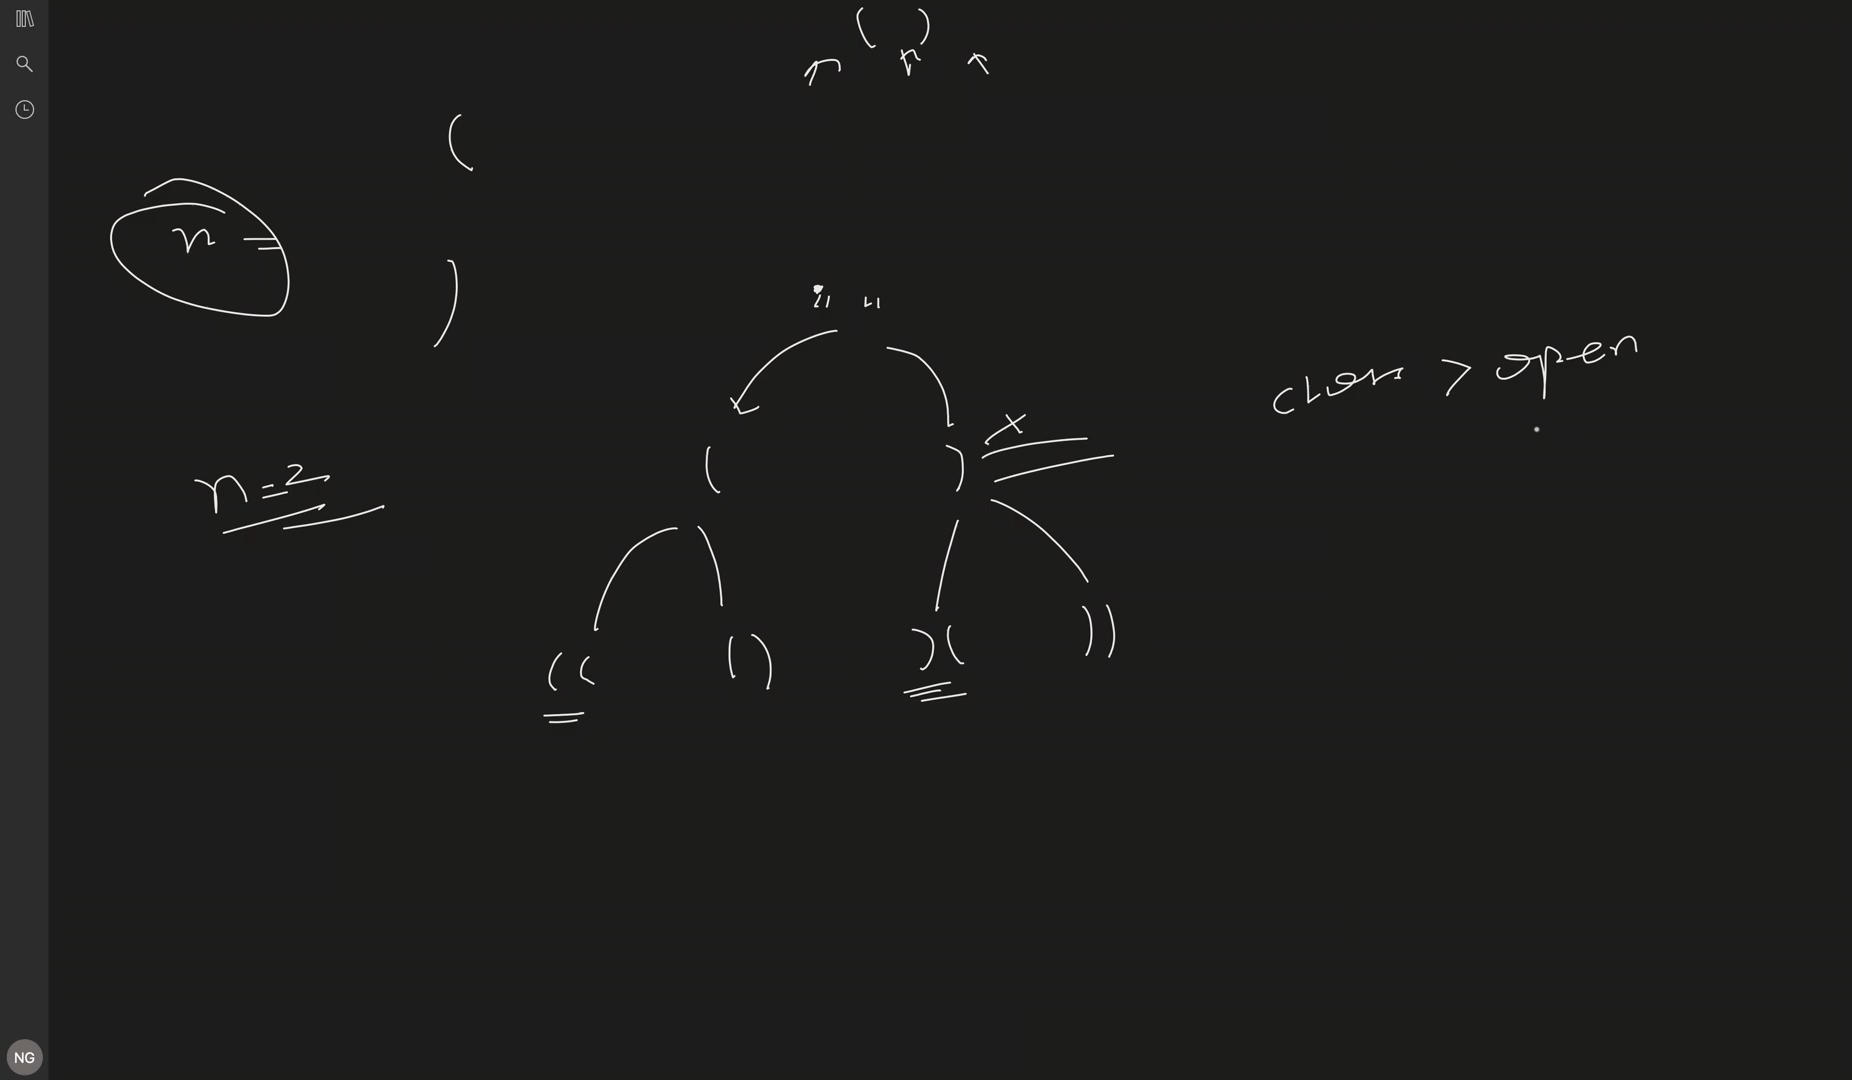 ( )
(
n =
)
" "
close > open
( ) x
n=2
(( () )( ))
NG